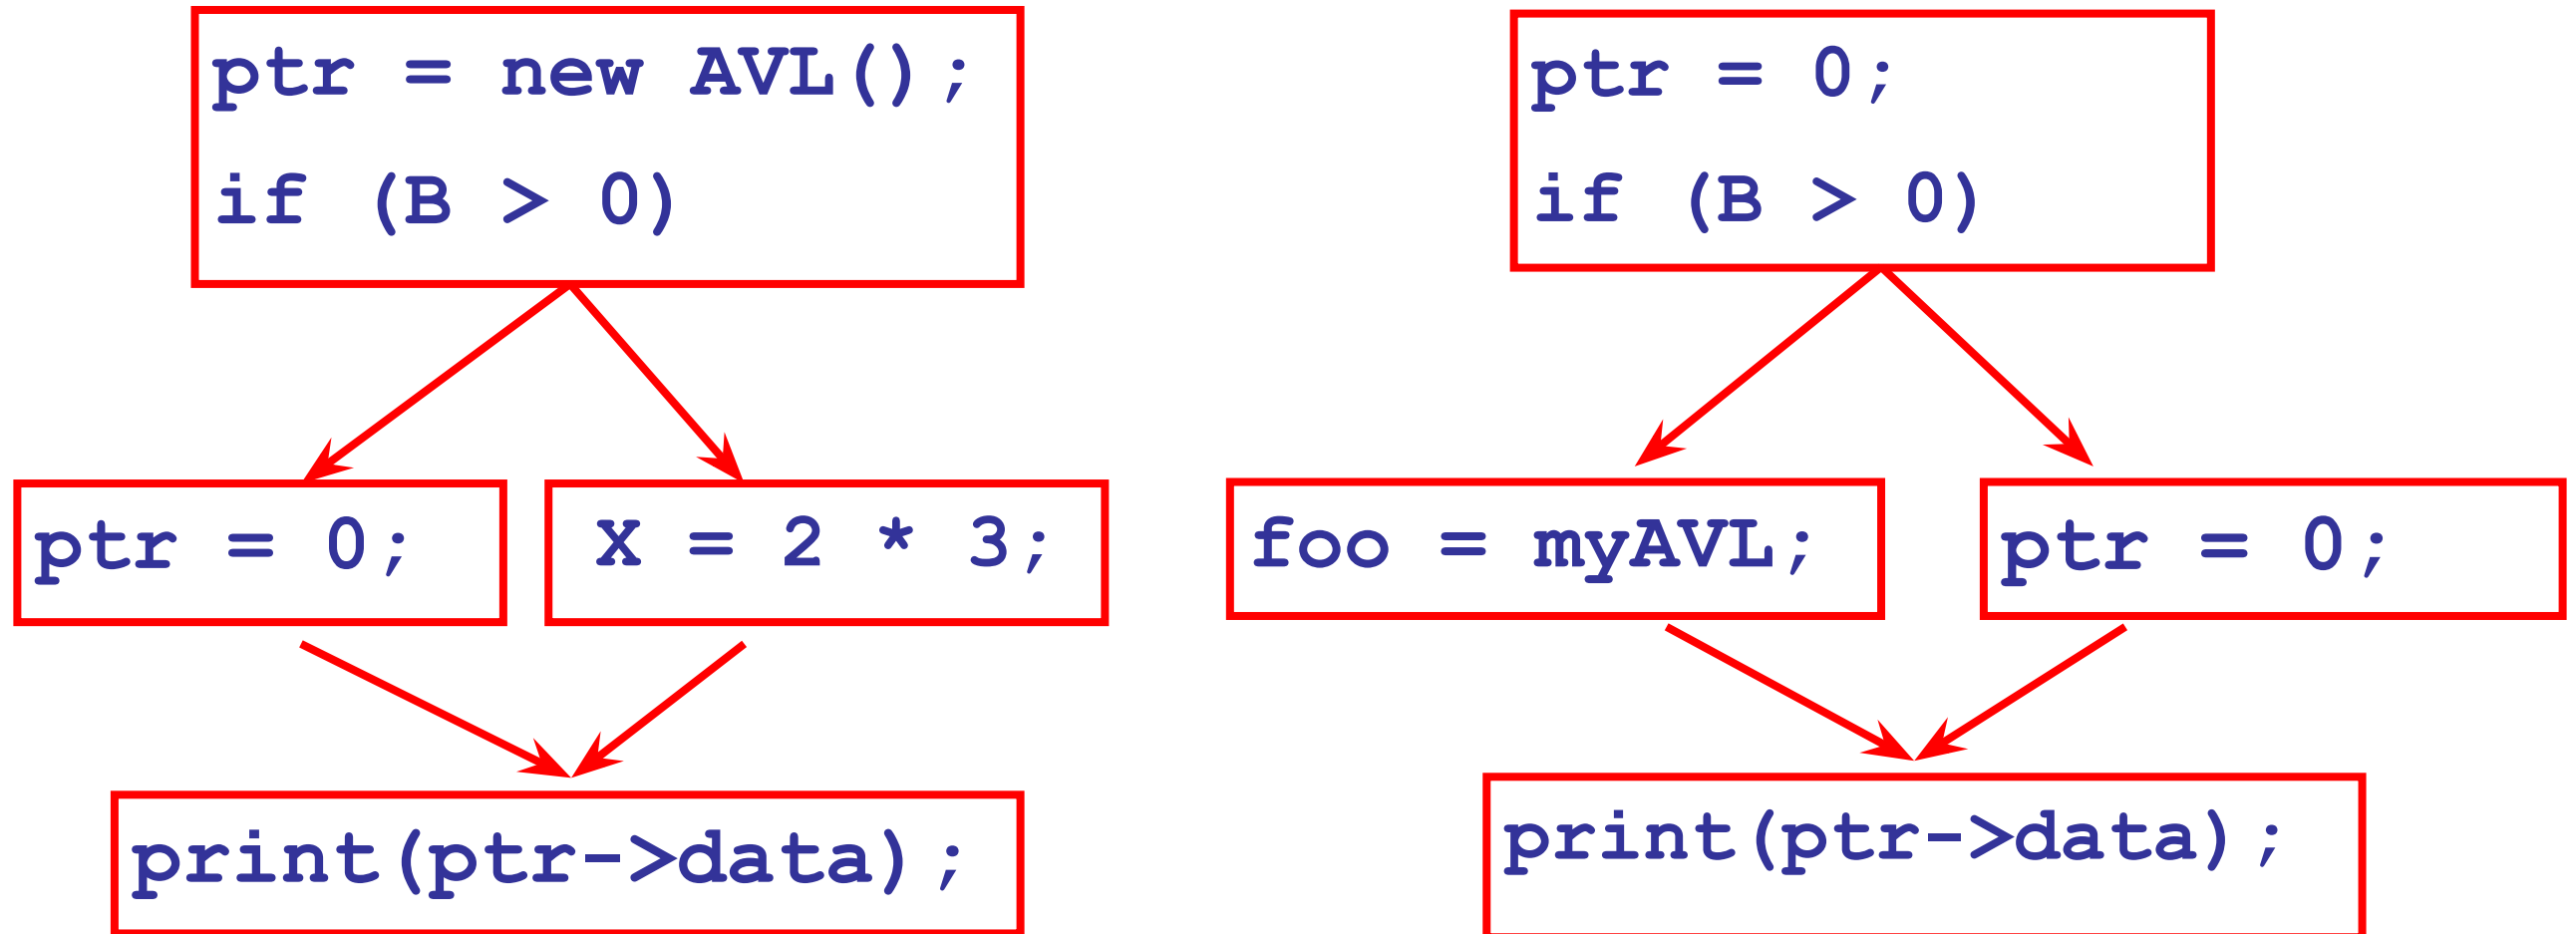 ptr = new AVL();
if (B > 0)
ptr = 0;
X = 2 * 3;
print(ptr->data);
ptr = 0;
if (B > 0)
foo = myAVL;
ptr = 0;
print(ptr->data);